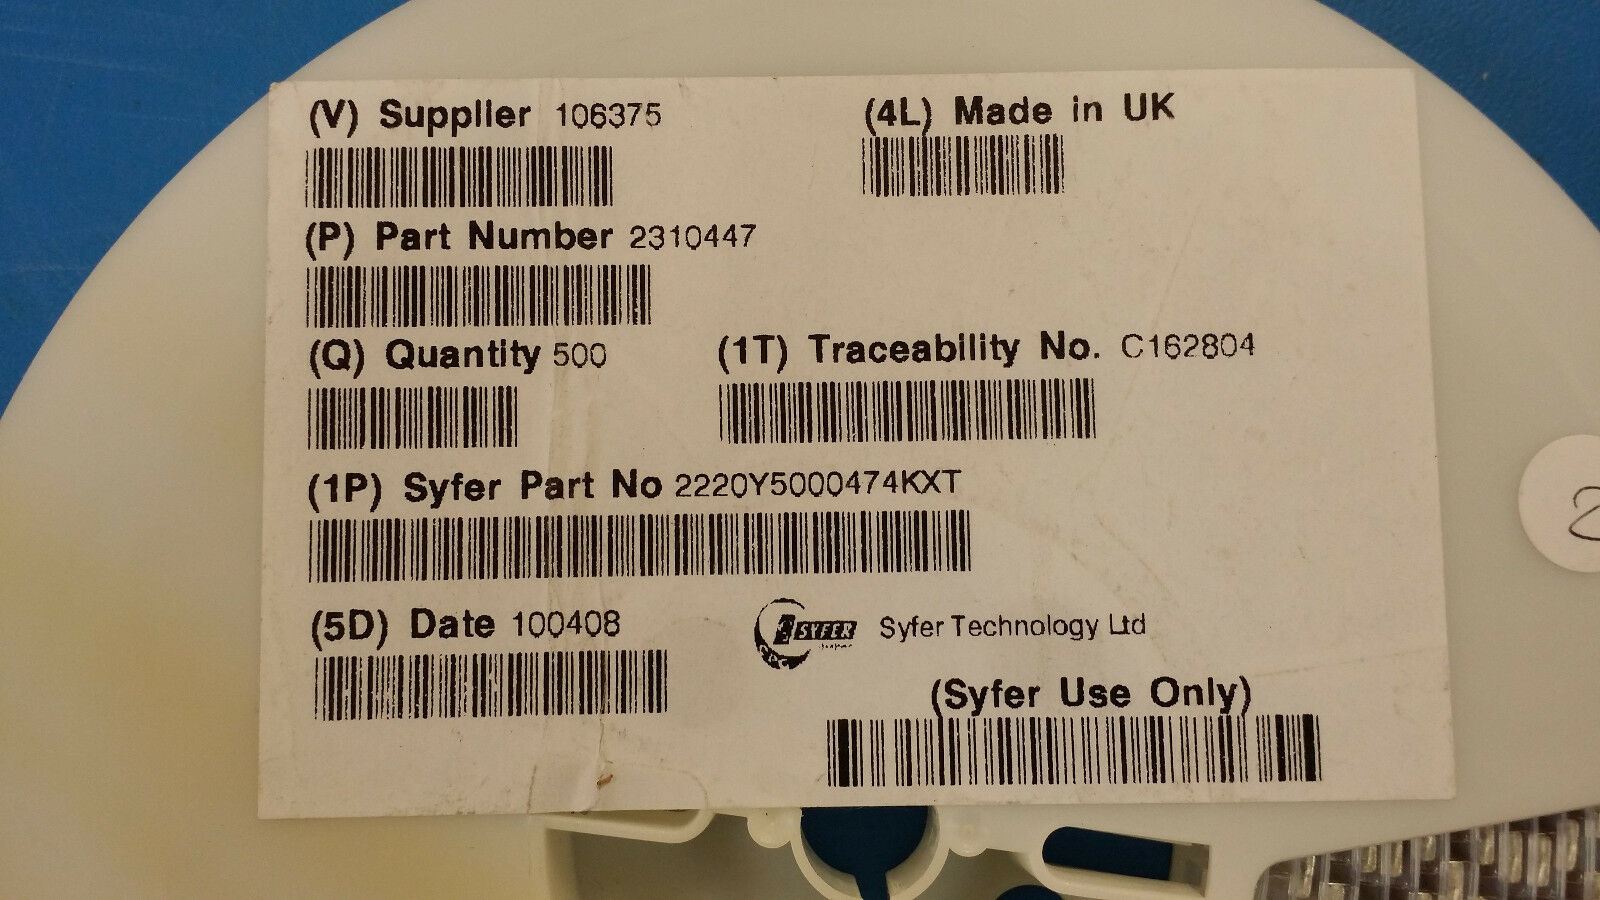 (V) Supplier 106375
(4L) Made in UK
(P) Part Number 2310447
(Q) Quantity 500
(1T) Traceability No. C162804
(1P) Syfer Part No 2220Y5000474KXT
(5D) Date 100408
SYFER
Syfer Technology Ltd
(Syfer Use Only)
2